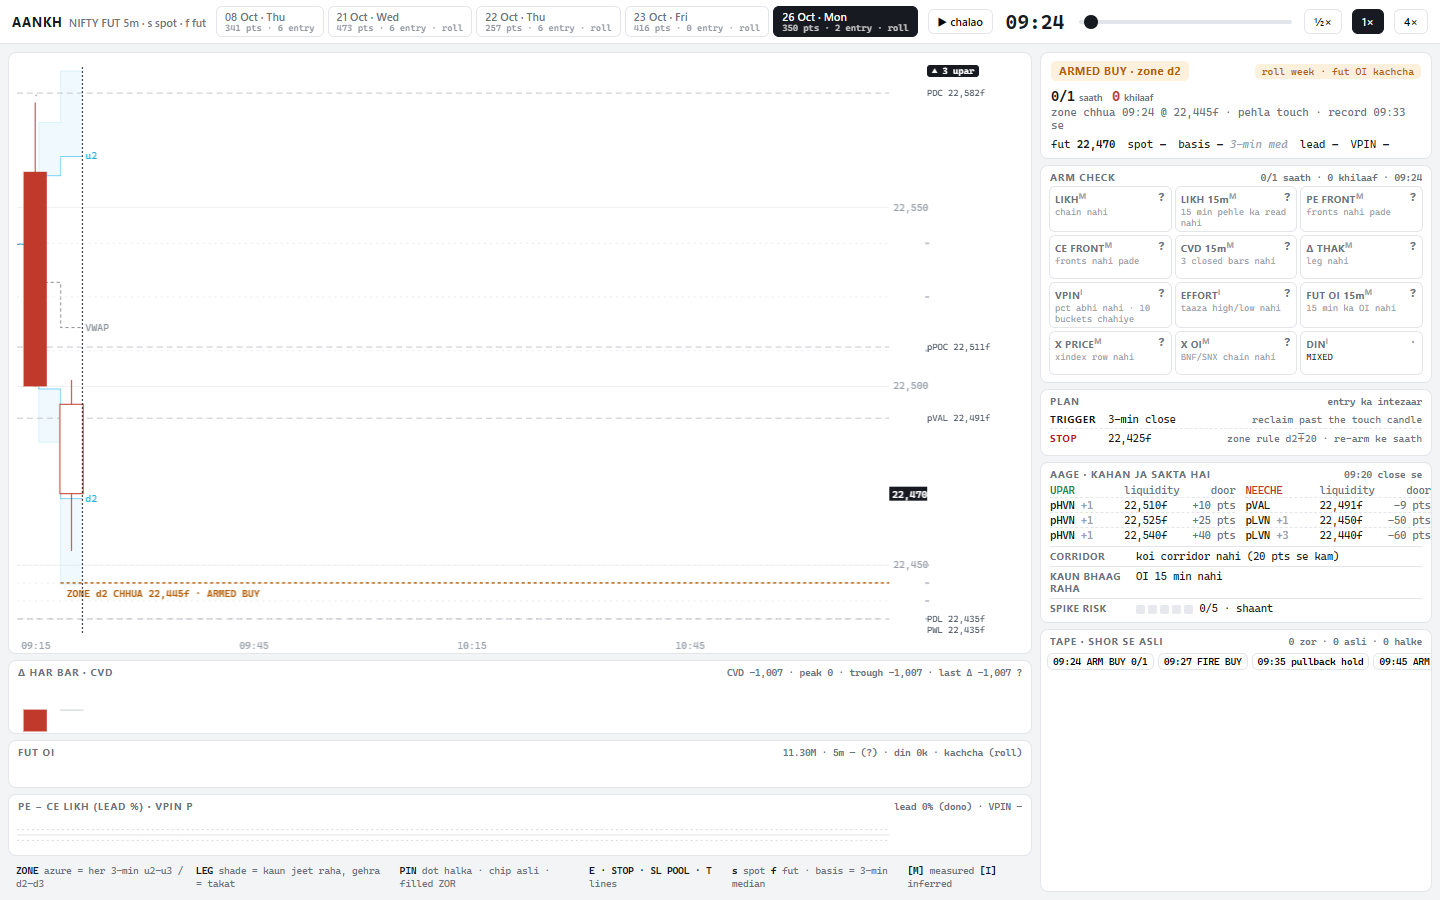 AANKH NIFTY FUT 5m · s spot · f fut
08 Oct · Thu
341 pts · 6 entry · roll
21 Oct · Wed
473 pts · 6 entry · roll
22 Oct · Thu
257 pts · 6 entry · roll
23 Oct · Fri
416 pts · 0 entry · roll
26 Oct · Mon
350 pts · 2 entry · roll
▶ chalao
09:24
½×
1×
4×
▲ 3 upar
PDC 22,582f
u2
22,550
VWAP
pPOC 22,511f
22,500
pVAL 22,491f
d2
22,470
22,450
ZONE d2 CHHUA 22,445f · ARMED BUY
PDL 22,435f
PWL 22,435f
09:15 09:45 10:15 10:45
Δ HAR BAR · CVD
CVD −1,007 · peak 0 · trough −1,007 · last Δ −1,007 ?
FUT OI
11.30M · 5m − (?) · din 0k · kachcha (roll)
PE − CE LIKH (LEAD %) · VPIN P
lead 0% (dono) · VPIN −
ZONE azure = her 3−min u2−u3 /
d2−d3
LEG shade = kaun jeet raha, gehra
= takat
PIN dot halka · chip asli ·
filled ZOR
E · STOP · SL POOL · T
lines
s spot f fut · basis = 3−min
median
[M] measured [I]
inferred
ARMED BUY · zone d2
roll week · fut OI kachcha
0/1 saath 0 khilaaf
zone chhua 09:24 @ 22,445f · pehla touch · record 09:33
se
fut 22,470 spot − basis − 3−min med lead − VPIN −
ARM CHECK
0/1 saath · 0 khilaaf · 09:24
LIKH M ?
chain nahi
LIKH 15m M ?
15 min pehle ka read
nahi
PE FRONT M ?
fronts nahi pade
CE FRONT M ?
fronts nahi pade
CVD 15m M ?
3 closed bars nahi
Δ THAK M ?
leg nahi
VPIN I ?
pct abhi nahi · 10
buckets chahiye
EFFORT I ?
taaza high/low nahi
FUT OI 15m M ?
15 min ka OI nahi
X PRICE M ?
xindex row nahi
X OI M ?
BNF/SNX chain nahi
DIN I ·
MIXED
PLAN
entry ka intezaar
TRIGGER 3−min close reclaim past the touch candle
STOP 22,425f zone rule d2∓20 · re-arm ke saath
AAGE · KAHAN JA SAKTA HAI
09:20 close se
UPAR liquidity door NEECHE liquidity door
pHVN +1 22,510f +10 pts pVAL 22,491f −9 pts
pHVN +1 22,525f +25 pts pLVN +1 22,450f −50 pts
pHVN +1 22,540f +40 pts pLVN +3 22,440f −60 pts
CORRIDOR koi corridor nahi (20 pts se kam)
KAUN BHAAG
RAHA
OI 15 min nahi
SPIKE RISK 0/5 · shaant
TAPE · SHOR SE ASLI
0 zor · 0 asli · 0 halke
09:24 ARM BUY 0/1
09:27 FIRE BUY
09:35 pullback hold
09:45 ARM